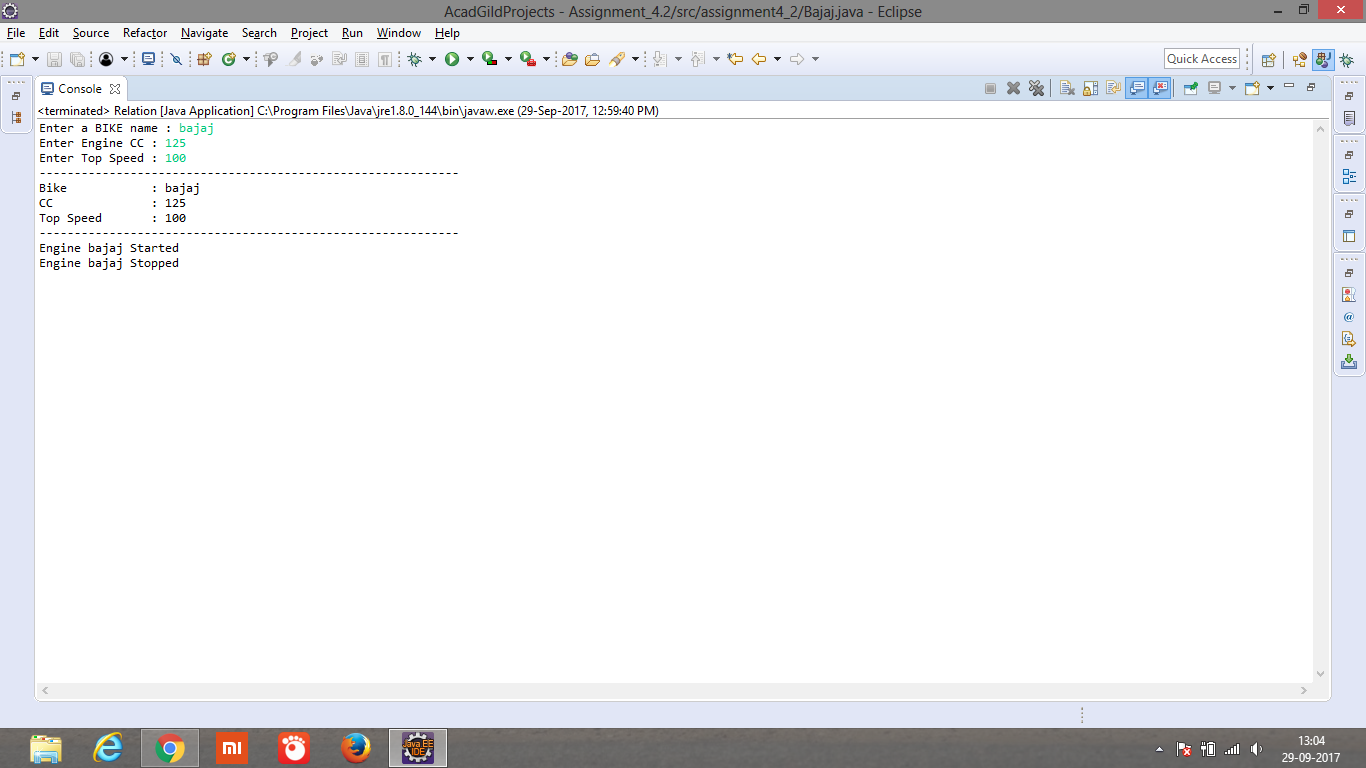 AcadGildProjects - Assignment_4.2/src/assignment4_2/Bajaj.java - Eclipse
File Edit Source Refactor Navigate Search Project Run Window Help
Quick Access
Console
<terminated> Relation [Java Application] C:\Program Files\Java\jre1.8.0_144\bin\javaw.exe (29-Sep-2017, 12:59:40 PM)
Enter a BIKE name : bajaj
Enter Engine CC : 125
Enter Top Speed : 100
------------------------------------------------------------
Bike            : bajaj
CC              : 125
Top Speed       : 100
------------------------------------------------------------
Engine bajaj Started
Engine bajaj Stopped
mi
Java EE
IDE
13:04
29-09-2017